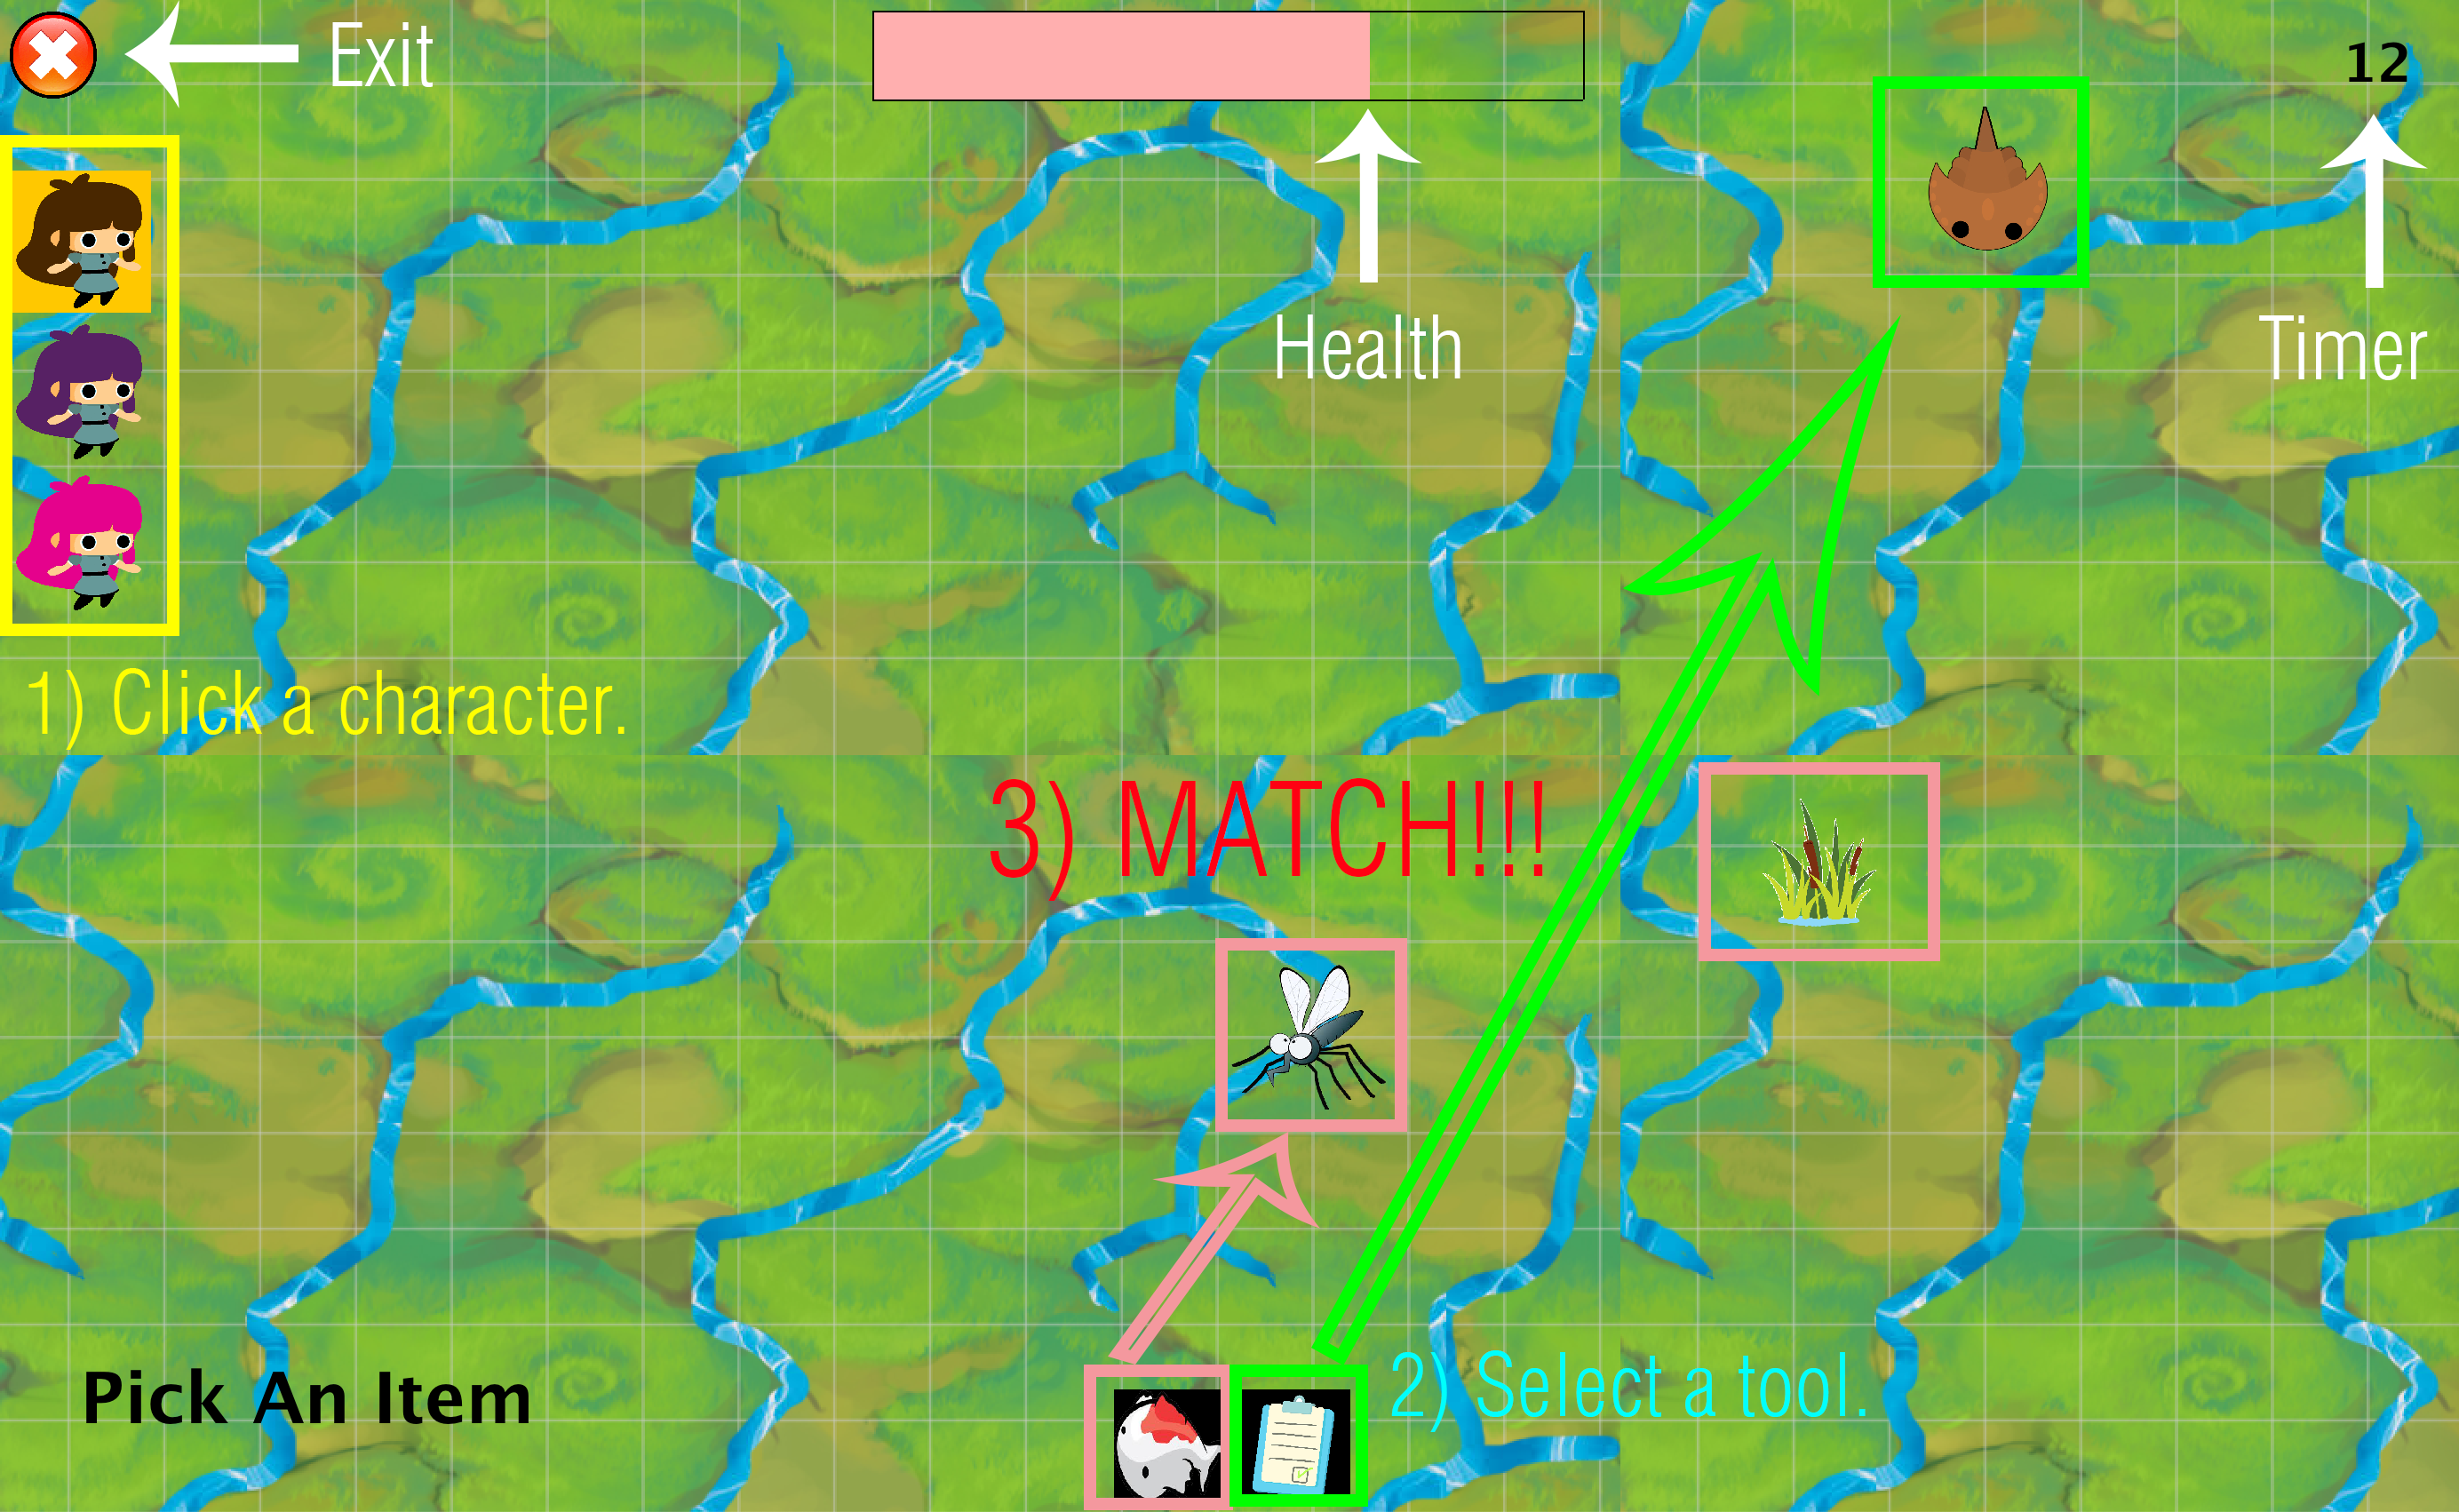 Exit
12
Health
Timer
1) Click a character.
3) MATCH!!!
Pick An Item
2) Select a tool.